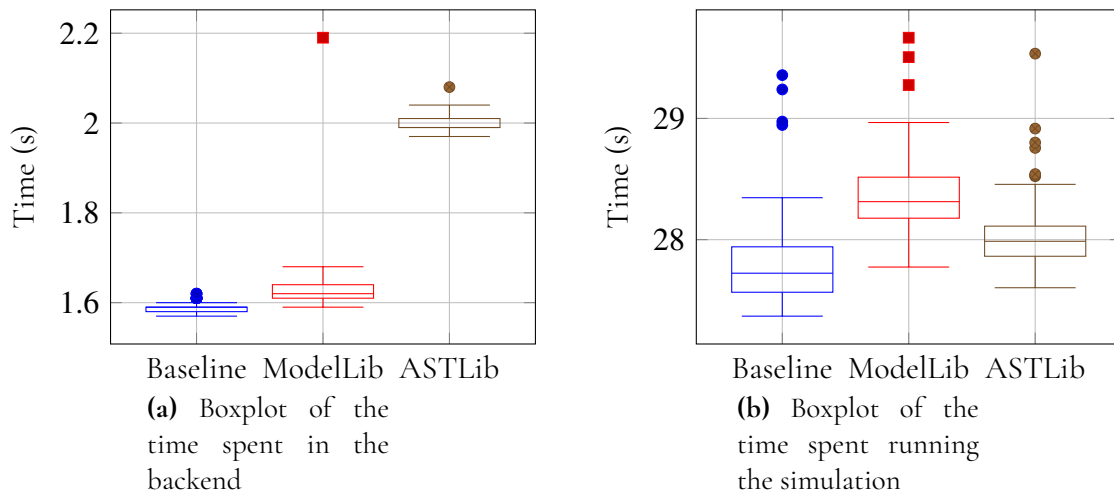 2.2
2
1.8
1.6
Time (s)
Baseline ModelLib ASTLib
(a) Boxplot of the
time spent in the
backend
29
28
Time (s)
Baseline ModelLib ASTLib
(b) Boxplot of the
time spent running
the simulation